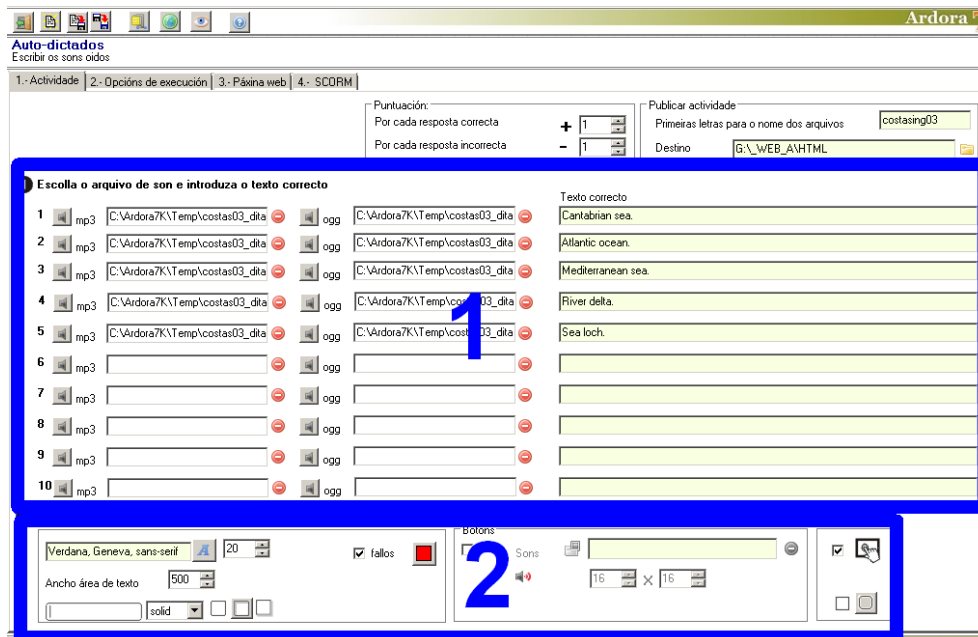 Ardora
Auto-dictados
Escribir os sons oidos
1.- Actividade 2.- Opcións de execución 3.- Páxina web 4.- SCORM
Puntuación:
Por cada resposta correcta + 1
Por cada resposta incorrecta - 1
Publicar actividade
Primeiras letras para o nome dos arquivos costasing03
Destino G:\_WEB_A\HTML
Escolla o arquivo de son e introduza o texto correcto
Texto correcto
1 mp3 C:\Ardora7K\Temp\costas03_dita ogg C:\Ardora7K\Temp\costas03_dita Cantabrian sea.
2 mp3 C:\Ardora7K\Temp\costas03_dita ogg C:\Ardora7K\Temp\costas03_dita Atlantic ocean.
3 mp3 C:\Ardora7K\Temp\costas03_dita ogg C:\Ardora7K\Temp\costas03_dita Mediterranean sea.
4 mp3 C:\Ardora7K\Temp\costas03_dita ogg C:\Ardora7K\Temp\costas03_dita River delta.
5 mp3 C:\Ardora7K\Temp\costas03_dita ogg C:\Ardora7K\Temp\costas03_dita Sea loch.
6 mp3 ogg
7 mp3 ogg
8 mp3 ogg
9 mp3 ogg
10 mp3 ogg
1
Verdana, Geneva, sans-serif A 20
fallos
Ancho área de texto 500
solid
Botons
Sons
16 x 16
2